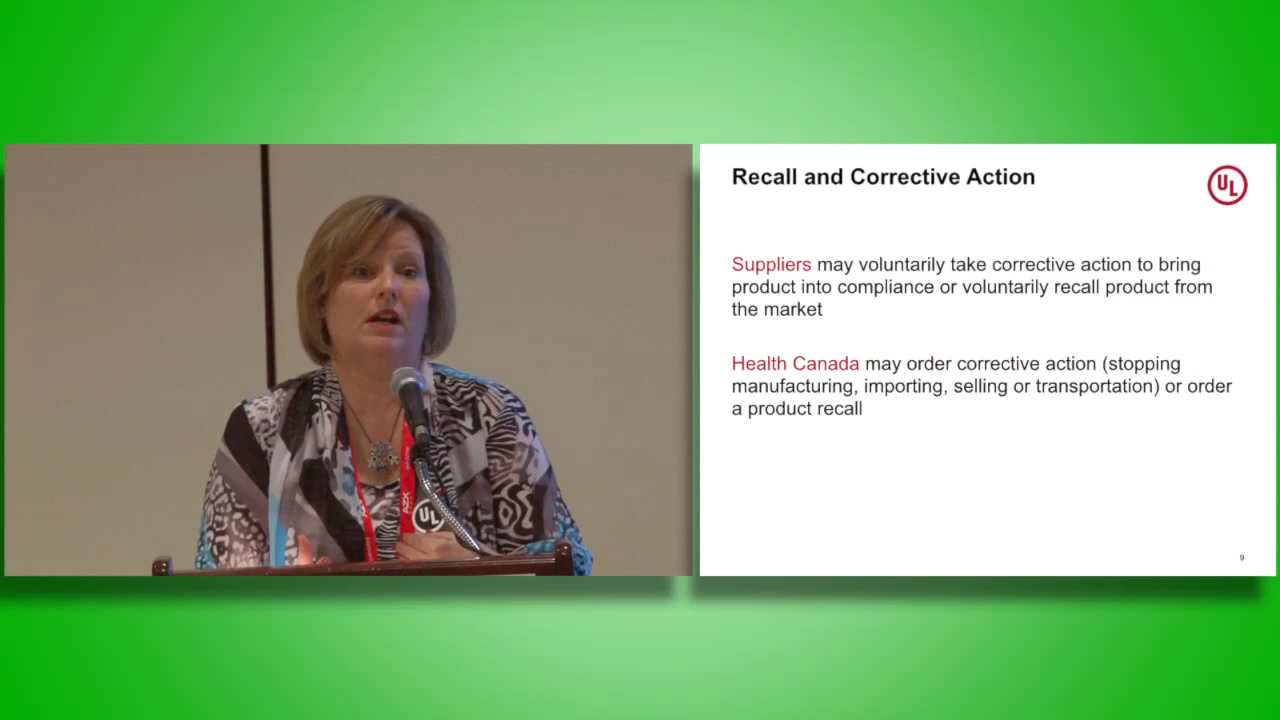 Recall and Corrective Action
UL
Suppliers may voluntarily take corrective action to bring
product into compliance or voluntarily recall product from
the market
Health Canada may order corrective action (stopping
manufacturing, importing, selling or transportation) or order
a product recall
9
UL